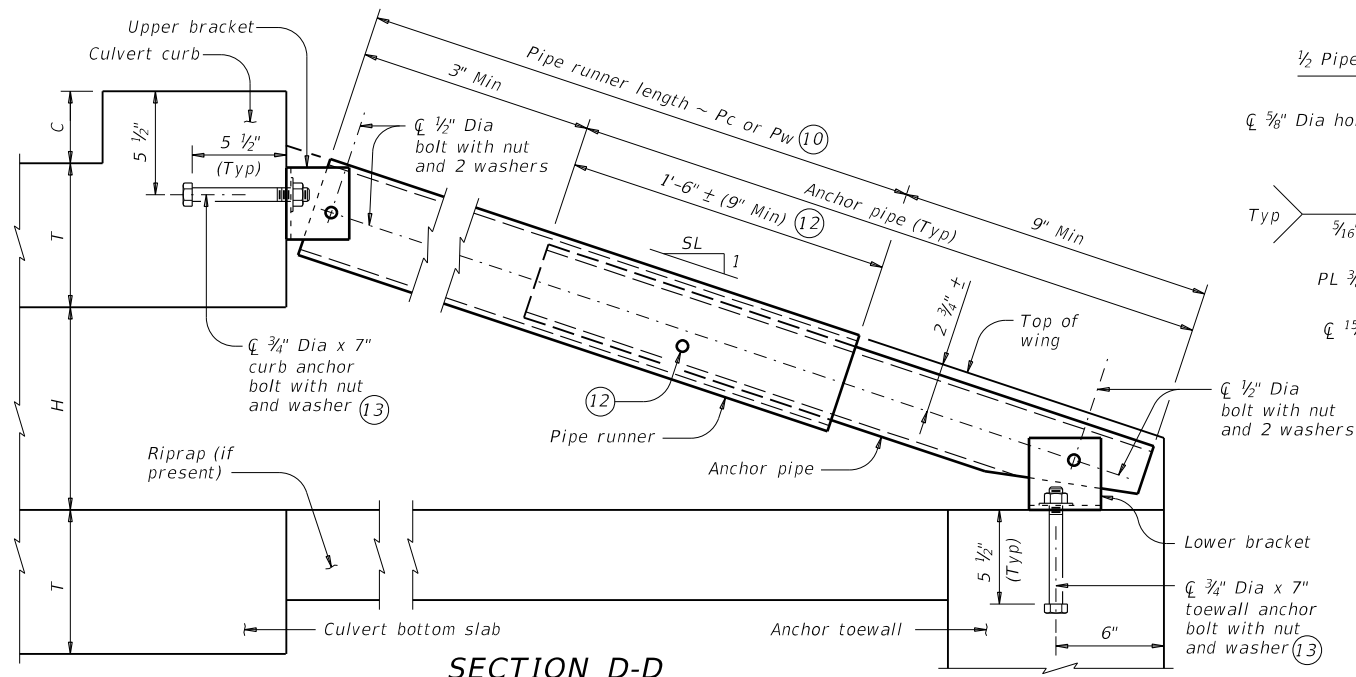 Upper bracket
Culvert curb
C
5 ½"
5 ½"
(Typ)
T
H
T
Pipe runner length ~ Pc or Pw 10
3" Min
℄ ½" Dia
bolt with nut
and 2 washers
Anchor pipe (Typ)
1'-6" ± (9" Min) 12
9" Min
SL
1
2 ¾" ±
Top of
wing
℄ ¾" Dia x 7"
curb anchor
bolt with nut
and washer 13
12
Pipe runner
Anchor pipe
Riprap (if
present)
℄ ½" Dia
bolt with nut
and 2 washers
Lower bracket
5 ½"
(Typ)
℄ ¾" Dia x 7"
toewall anchor
bolt with nut
and washer 13
6"
Culvert bottom slab
Anchor toewall
SECTION D-D
½ Pipe
℄ ⅝" Dia
Typ
5/16"
PL
℄